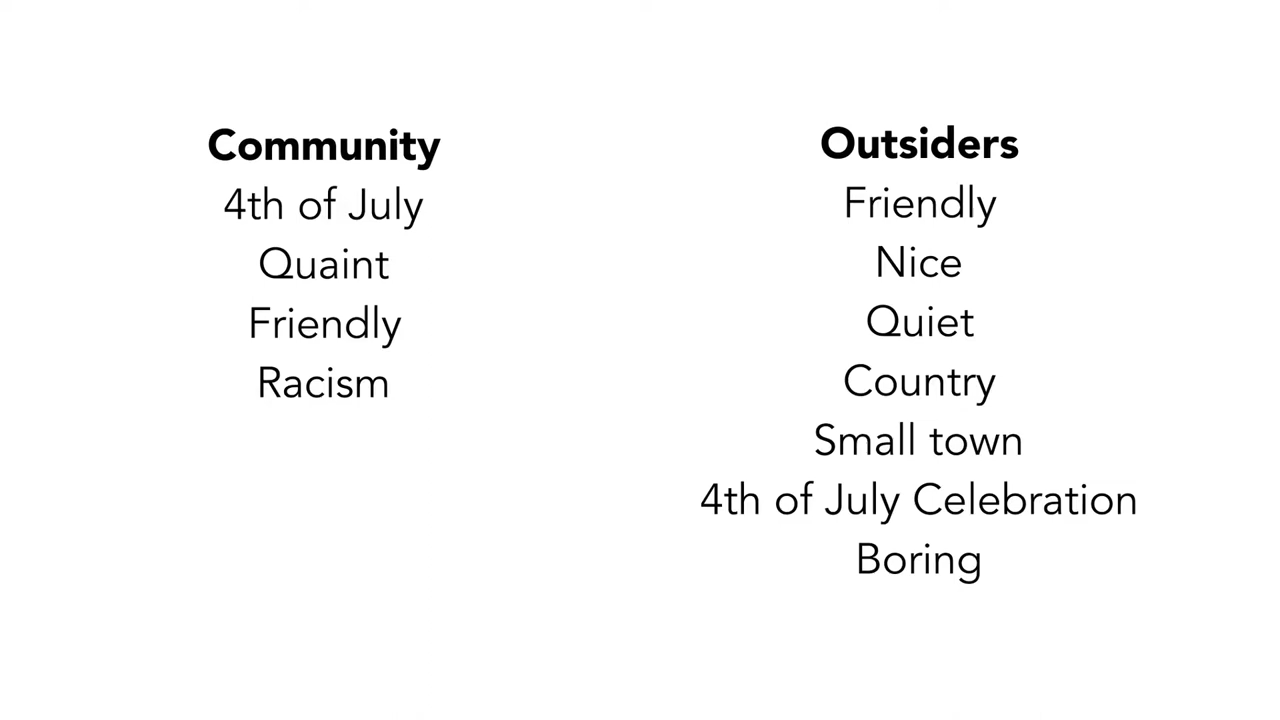 Community
4th of July
Quaint
Friendly
Racism
Outsiders
Friendly
Nice
Quiet
Country
Small town
4th of July Celebration
Boring